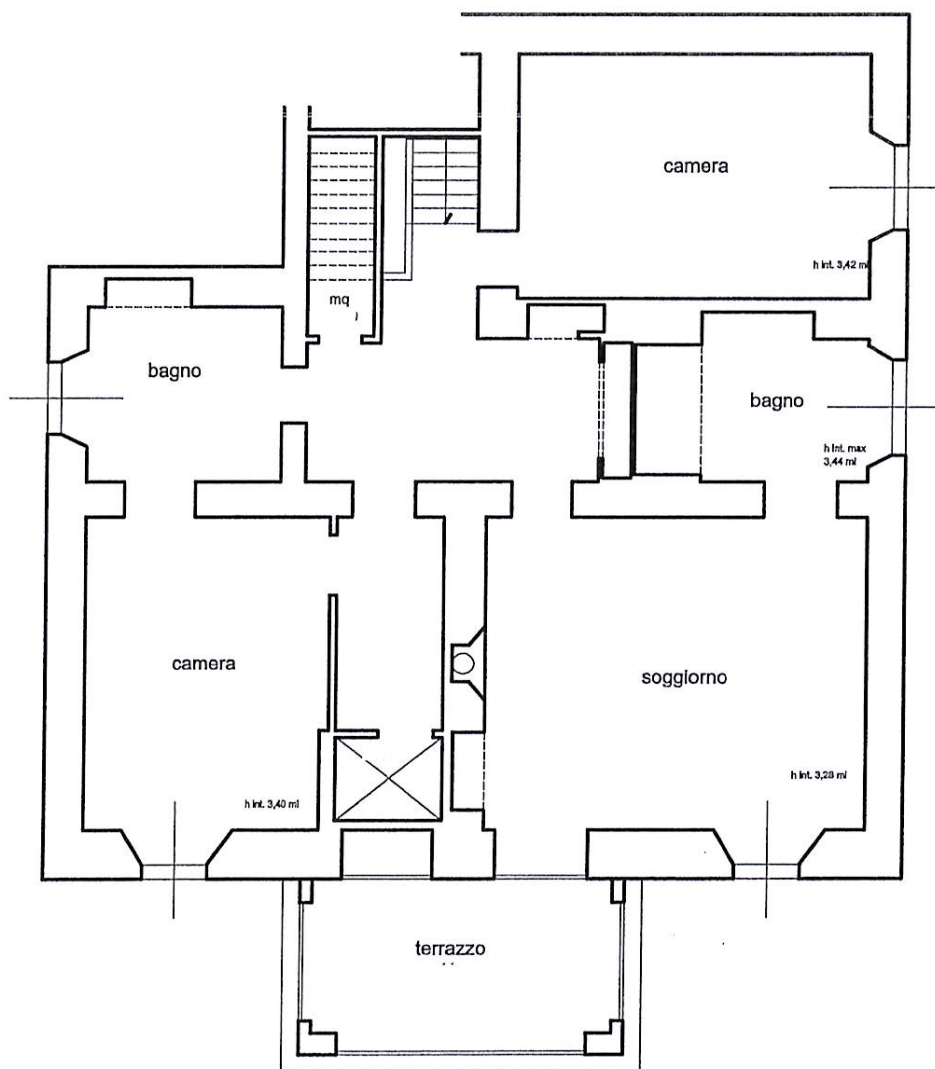 camera
h int. 3,42 ml
mq
bagno
bagno
h int. max
3,44 ml
camera
soggiorno
h int. 3,28 ml
h int. 3,40 ml
terrazzo